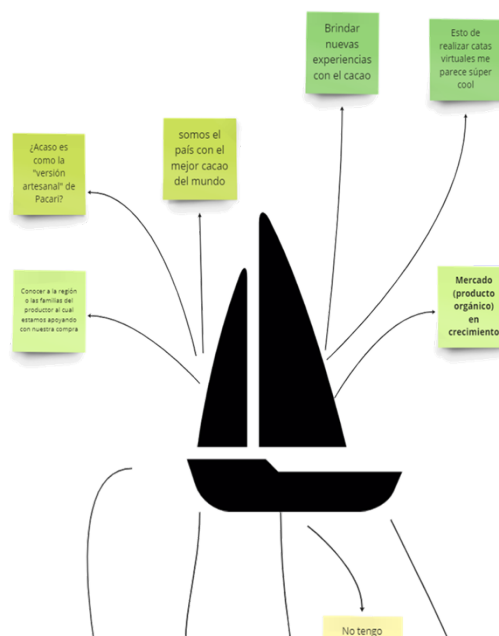 Brindar
nuevas
experiencias
con el cacao
Esto de
realizar catas
virtuales me
parece súper
cool
¿Acaso es
como la
"versión
artesanal" de
Pacari?
somos el
país con el
mejor cacao
del mundo
Conocer a la región
o las familias del
productor al cual
estamos apoyando
con nuestra compra
Mercado
(producto
orgánico)
en
crecimiento
No tengo